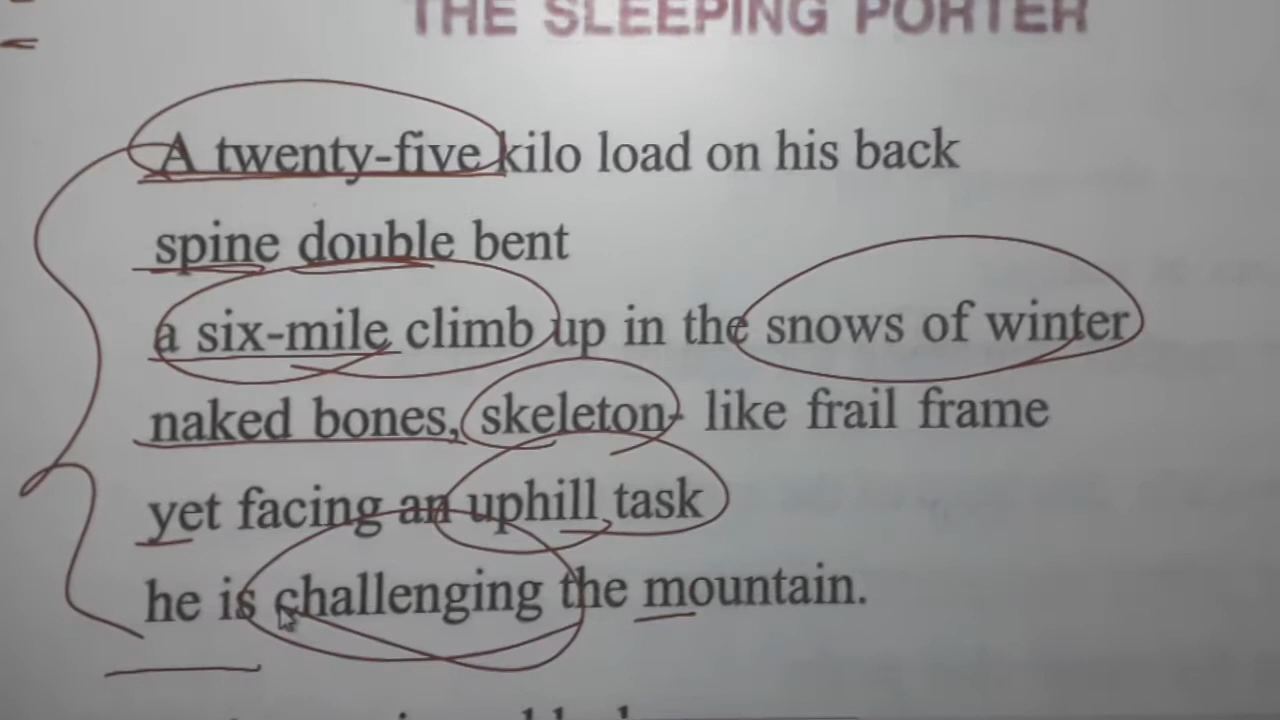 THE SLEEPING PORTER
A twenty-five kilo load on his back
spine double bent
a six-mile climb up in the snows of winter
naked bones, skeleton- like frail frame
yet facing an uphill task
he is challenging the mountain.